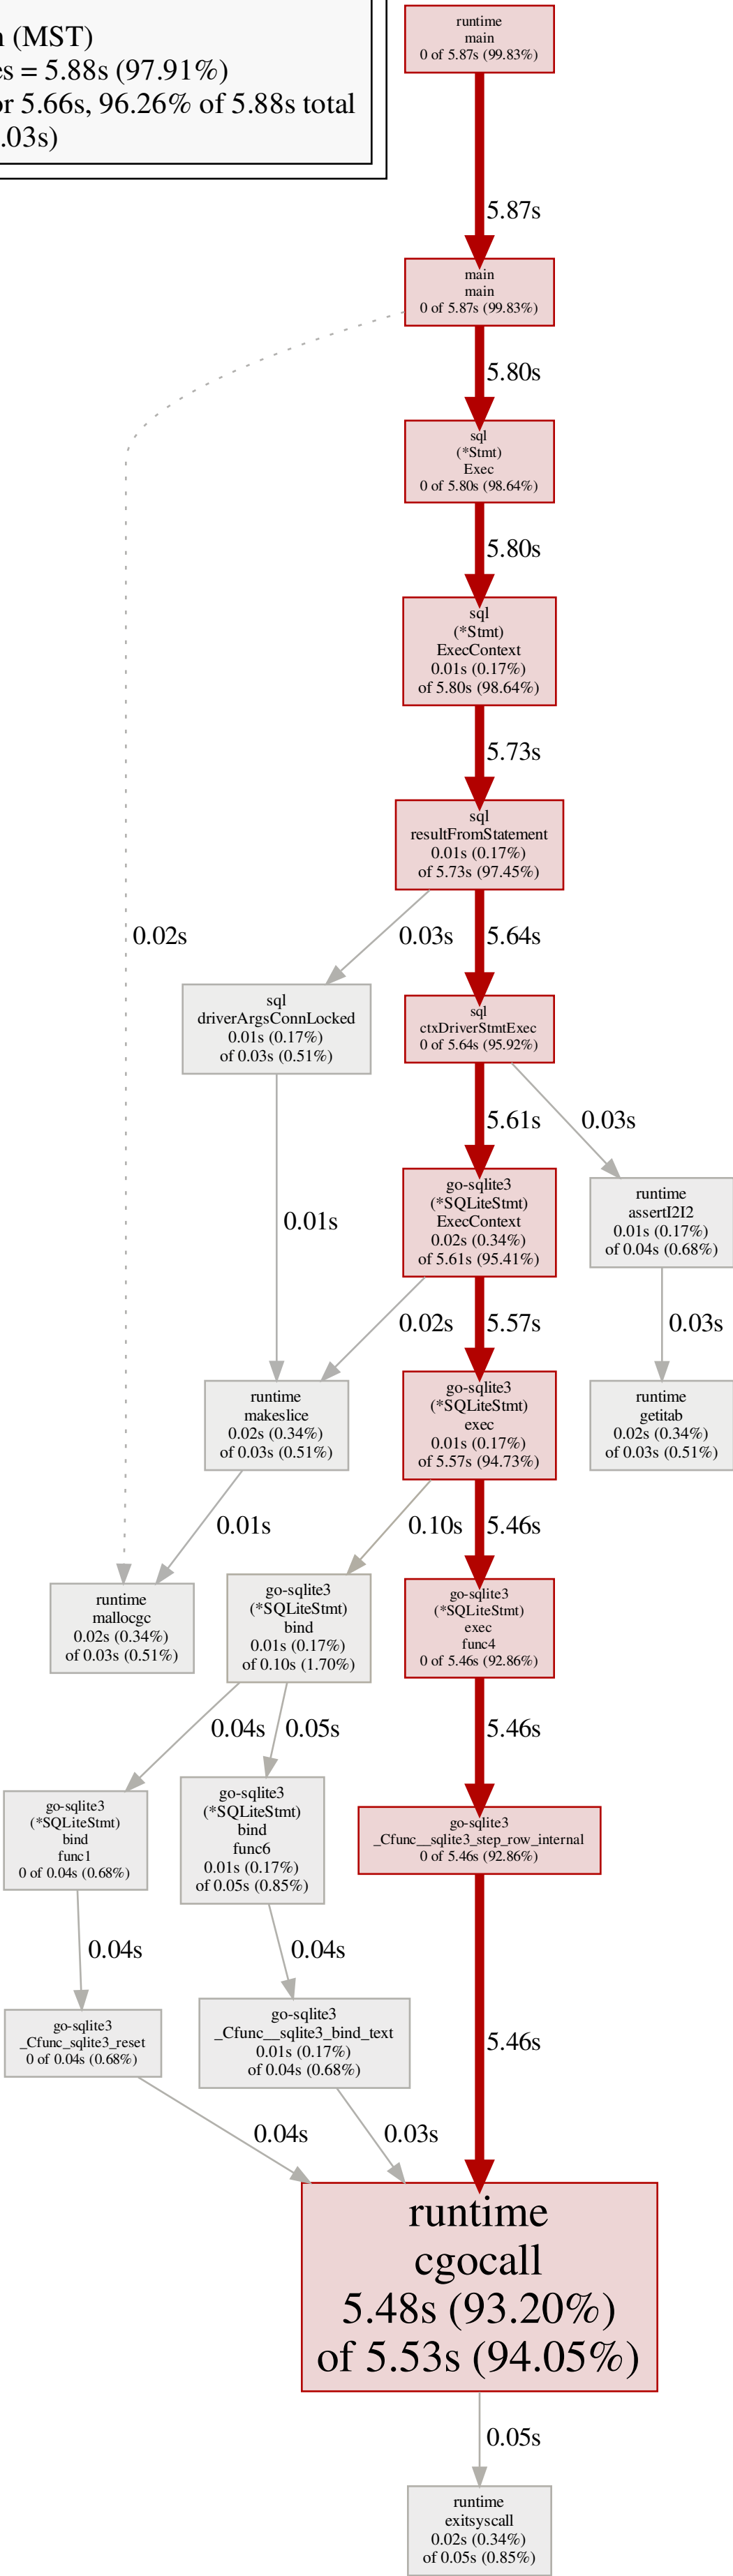 (MST)
= 5.88s (97.91%)
5.66s, 96.26% of 5.88s total
.03s)
runtime
main
0 of 5.87s (99.83%)
5.87s
main
main
0 of 5.87s (99.83%)
5.80s
sql
(*Stmt)
Exec
0 of 5.80s (98.64%)
5.80s
sql
(*Stmt)
ExecContext
0.01s (0.17%)
of 5.80s (98.64%)
5.73s
sql
resultFromStatement
0.01s (0.17%)
of 5.73s (97.45%)
0.02s
0.03s
5.64s
sql
driverArgsConnLocked
0.01s (0.17%)
of 0.03s (0.51%)
sql
ctxDriverStmtExec
0 of 5.64s (95.92%)
5.61s
0.03s
0.01s
go-sqlite3
(*SQLiteStmt)
ExecContext
0.02s (0.34%)
of 5.61s (95.41%)
runtime
assertI2I2
0.01s (0.17%)
of 0.04s (0.68%)
0.02s
5.57s
0.03s
runtime
makeslice
0.02s (0.34%)
of 0.03s (0.51%)
go-sqlite3
(*SQLiteStmt)
exec
0.01s (0.17%)
of 5.57s (94.73%)
runtime
getitab
0.02s (0.34%)
of 0.03s (0.51%)
0.01s
0.10s
5.46s
runtime
mallocgc
0.02s (0.34%)
of 0.03s (0.51%)
go-sqlite3
(*SQLiteStmt)
bind
0.01s (0.17%)
of 0.10s (1.70%)
go-sqlite3
(*SQLiteStmt)
exec
func4
0 of 5.46s (92.86%)
0.04s
0.05s
5.46s
go-sqlite3
(*SQLiteStmt)
bind
func1
0 of 0.04s (0.68%)
go-sqlite3
(*SQLiteStmt)
bind
func6
0.01s (0.17%)
of 0.05s (0.85%)
go-sqlite3
_Cfunc__sqlite3_step_row_internal
0 of 5.46s (92.86%)
0.04s
0.04s
5.46s
go-sqlite3
_Cfunc_sqlite3_reset
0 of 0.04s (0.68%)
go-sqlite3
_Cfunc__sqlite3_bind_text
0.01s (0.17%)
of 0.04s (0.68%)
0.04s
0.03s
runtime
cgocall
5.48s (93.20%)
of 5.53s (94.05%)
0.05s
runtime
exitsyscall
0.02s (0.34%)
of 0.05s (0.85%)